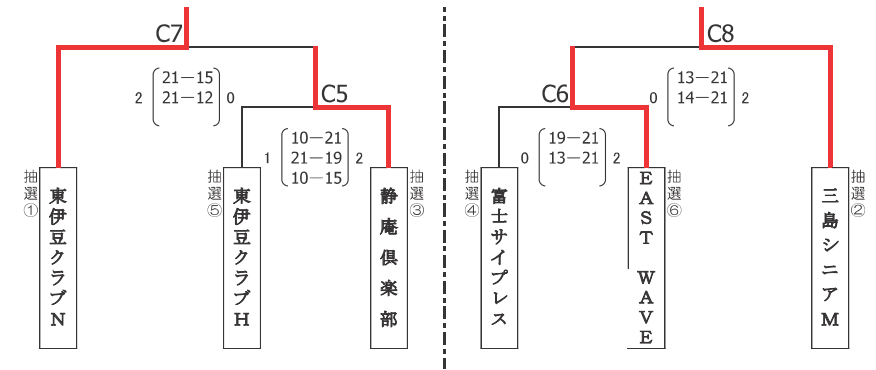 C7
C8
21－15
21－12
2
0
C5
C6
13－21
14－21
0
2
10－21
21－19
10－15
1
2
19－21
13－21
0
2
抽選①
東伊豆クラブN
抽選⑤
東伊豆クラブH
抽選③
静庵倶楽部
抽選④
富士サイプレス
抽選⑥
EAST WAVE
抽選②
三島シニアM